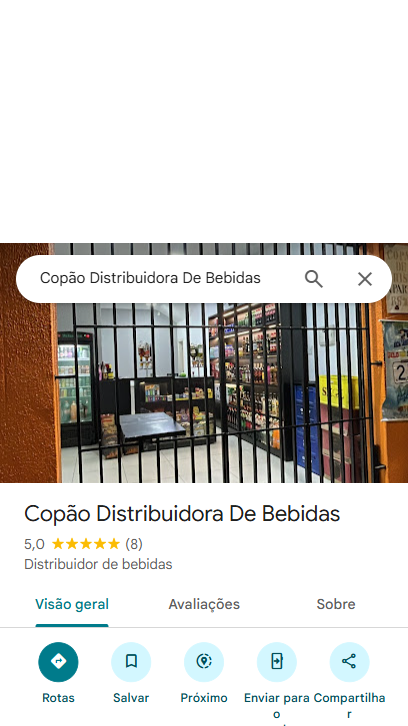 Copão Distribuidora De Bebidas
Copão Distribuidora De Bebidas
5,0 (8)
Distribuidor de bebidas
Visão geral
Avaliações
Sobre
Rotas
Salvar
Próximo
Enviar para
o
Compartilha
r